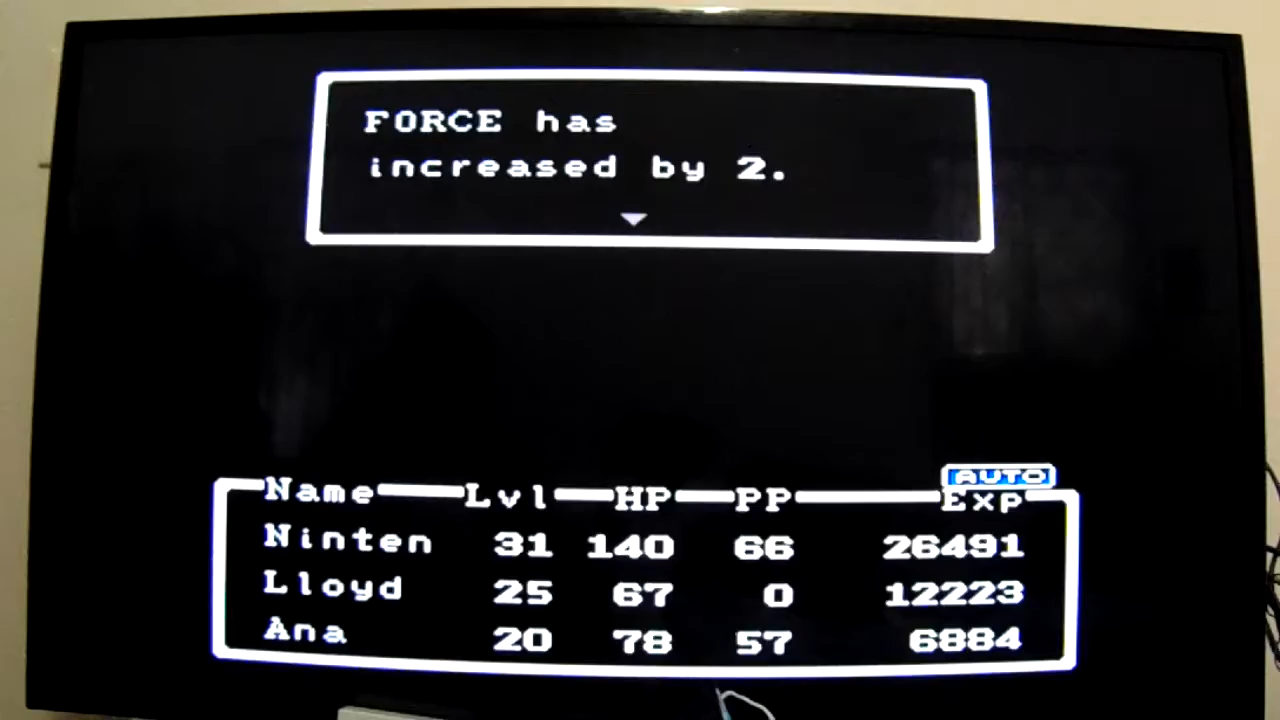 FORCE has
increased by 2.
AUTO
Name Lvl HP PP Exp
Ninten 31 140 66 26491
Lloyd 25 67 0 12223
Ana 20 78 57 6884